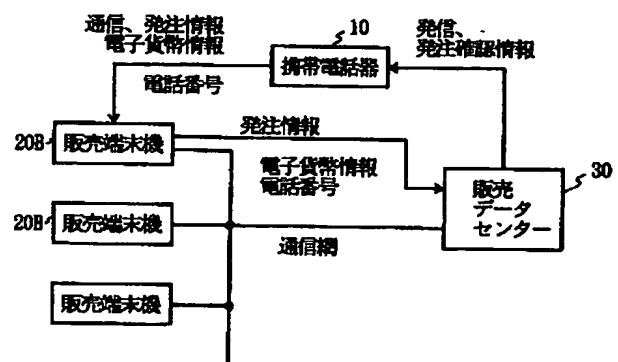 通信、発注情報
電子貨幣情報
10
発信、
発注確認情報
携帯電話器
電話番号
20B
販売端末機
発注情報
電子貨幣情報
電話番号
30
販売
データ
センター
20B
販売端末機
通信網
販売端末機